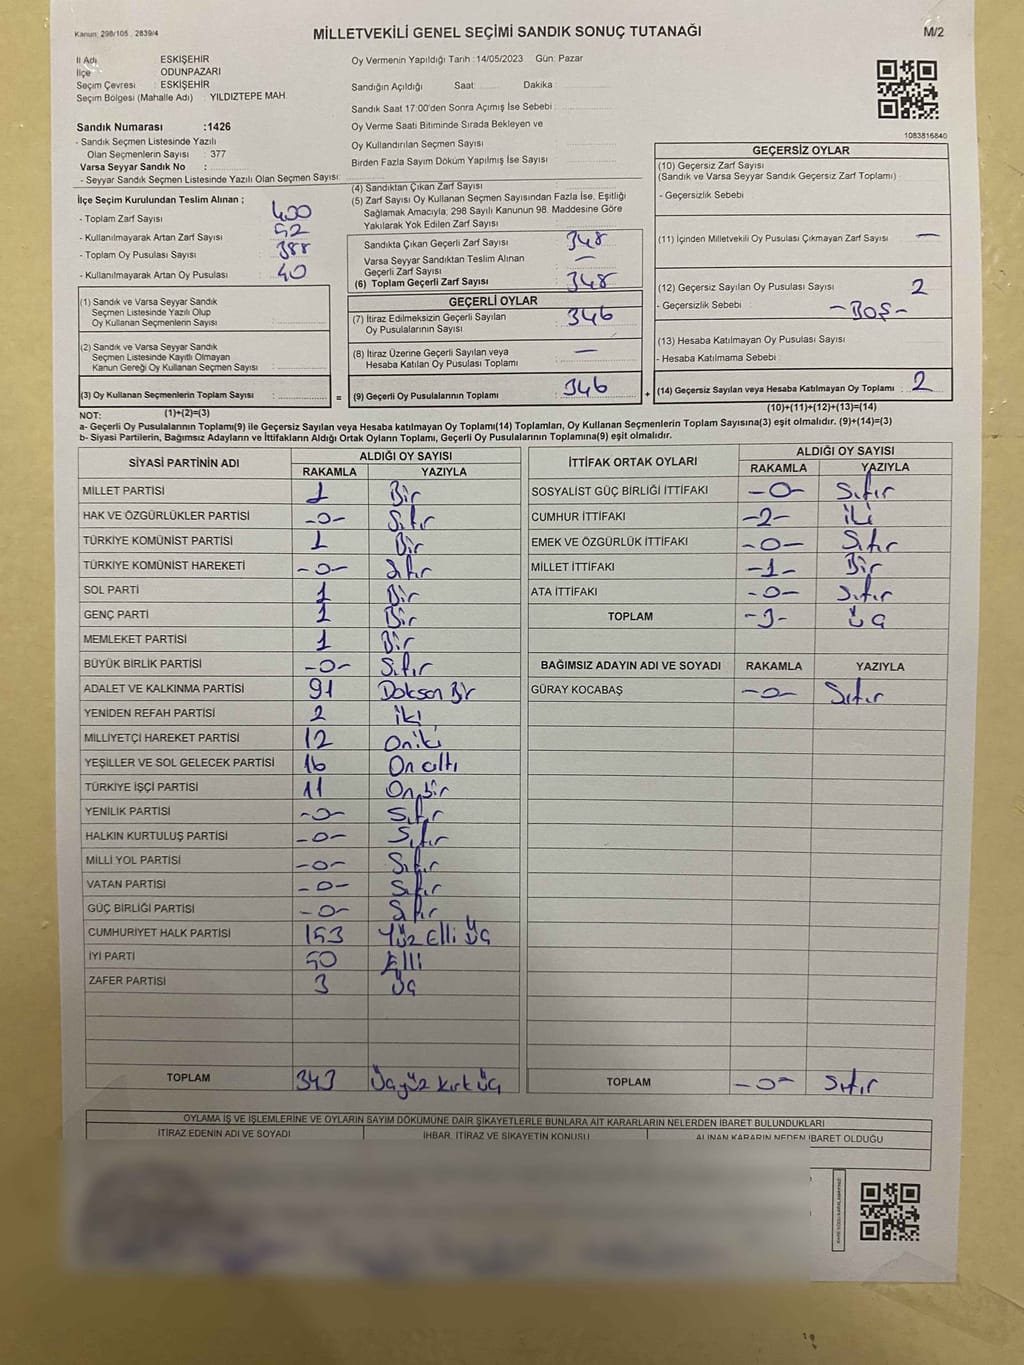 Kanun: 298/105 , 2839/4
MİLLETVEKİLİ GENEL SEÇİMİ SANDIK SONUÇ TUTANAĞI
M/2
İl Adı ESKİŞEHİR
İlçe ODUNPAZARI
Seçim Çevresi : ESKİŞEHİR
Seçim Bölgesi (Mahalle Adı) : YILDIZTEPE MAH.
Sandık Numarası :1426
- Sandık Seçmen Listesinde Yazılı
Olan Seçmenlerin Sayısı : 377
Varsa Seyyar Sandık No :
- Seyyar Sandık Seçmen Listesinde Yazılı Olan Seçmen Sayısı:
Oy Vermenin Yapıldığı Tarih : 14/05/2023 Gün: Pazar
Sandığın Açıldığı Saat: Dakika :
Sandık Saat 17:00'den Sonra Açımış İse Sebebi :
Oy Verme Saati Bitiminde Sırada Bekleyen ve
Oy Kullandırılan Seçmen Sayısı
Birden Fazla Sayım Döküm Yapılmış İse Sayısı
1083816840
İlçe Seçim Kurulundan Teslim Alınan ;
- Toplam Zarf Sayısı : 400
- Kullanılmayarak Artan Zarf Sayısı : 52
- Toplam Oy Pusulası Sayısı : 388
- Kullanılmayarak Artan Oy Pusulası : 40
(1) Sandık ve Varsa Seyyar Sandık
Seçmen Listesinde Yazılı Olup
Oy Kullanan Seçmenlerin Sayısı :
(2) Sandık ve Varsa Seyyar Sandık
Seçmen Listesinde Kayıtlı Olmayan
Kanun Gereği Oy Kullanan Seçmen Sayısı :
(3) Oy Kullanan Seçmenlerin Toplam Sayısı :
=
(4) Sandıktan Çıkan Zarf Sayısı
(5) Zarf Sayısı Oy Kullanan Seçmen Sayısından Fazla İse, Eşitliği
Sağlamak Amacıyla; 298 Sayılı Kanunun 98. Maddesine Göre
Yakılarak Yok Edilen Zarf Sayısı :
Sandıkta Çıkan Geçerli Zarf Sayısı : 348
Varsa Seyyar Sandıktan Teslim Alınan
Geçerli Zarf Sayısı : —
(6) Toplam Geçerli Zarf Sayısı : 348
GEÇERLİ OYLAR
(7) İtiraz Edilmeksizin Geçerli Sayılan
Oy Pusulalarının Sayısı : 346
(8) İtiraz Üzerine Geçerli Sayılan veya
Hesaba Katılan Oy Pusulası Toplamı : —
(9) Geçerli Oy Pusulalarının Toplamı : 346
+
GEÇERSİZ OYLAR
(10) Geçersiz Zarf Sayısı
(Sandık ve Varsa Seyyar Sandık Geçersiz Zarf Toplamı)
- Geçersizlik Sebebi :
(11) İçinden Milletvekili Oy Pusulası Çıkmayan Zarf Sayısı : —
(12) Geçersiz Sayılan Oy Pusulası Sayısı : 2
- Geçersizlik Sebebi : -BOŞ-
(13) Hesaba Katılmayan Oy Pusulası Sayısı
- Hesaba Katılmama Sebebi :
(14) Geçersiz Sayılan veya Hesaba Katılmayan Oy Toplamı : 2
NOT: (1)+(2)=(3) (10)+(11)+(12)+(13)=(14)
a- Geçerli Oy Pusulalarının Toplamı(9) ile Geçersiz Sayılan veya Hesaba katılmayan Oy Toplamı(14) Toplamları, Oy Kullanan Seçmenlerin Toplam Sayısına(3) eşit olmalıdır. (9)+(14)=(3)
b- Siyasi Partilerin, Bağımsız Adayların ve İttifakların Aldığı Ortak Oyların Toplamı, Geçerli Oy Pusulalarının Toplamına(9) eşit olmalıdır.
SİYASİ PARTİNİN ADI ALDIĞI OY SAYISI
RAKAMLA YAZIYLA
MİLLET PARTİSİ 1 Bir
HAK VE ÖZGÜRLÜKLER PARTİSİ -0- Sıfır
TÜRKİYE KOMÜNİST PARTİSİ 1 Bir
TÜRKİYE KOMÜNİST HAREKETİ -0- Sıfır
SOL PARTİ 1 Bir
GENÇ PARTİ 1 Bir
MEMLEKET PARTİSİ 1 Bir
BÜYÜK BİRLİK PARTİSİ -0- Sıfır
ADALET VE KALKINMA PARTİSİ 91 Doksan Bir
YENİDEN REFAH PARTİSİ 2 iki
MİLLİYETÇİ HAREKET PARTİSİ 12 Oniki
YEŞİLLER VE SOL GELECEK PARTİSİ 16 On altı
TÜRKİYE İŞÇİ PARTİSİ 11 On bir
YENİLİK PARTİSİ -0- Sıfır
HALKIN KURTULUŞ PARTİSİ -0- Sıfır
MİLLİ YOL PARTİSİ -0- Sıfır
VATAN PARTİSİ -0- Sıfır
GÜÇ BİRLİĞİ PARTİSİ -0- Sıfır
CUMHURİYET HALK PARTİSİ 153 Yüz Elli Üç
İYİ PARTİ 50 Elli
ZAFER PARTİSİ 3 Üç
TOPLAM 343 Üçyüz Kırk Üç
İTTİFAK ORTAK OYLARI ALDIĞI OY SAYISI
RAKAMLA YAZIYLA
SOSYALİST GÜÇ BİRLİĞİ İTTİFAKI -0- Sıfır
CUMHUR İTTİFAKI -2- iki
EMEK VE ÖZGÜRLÜK İTTİFAKI -0- Sıfır
MİLLET İTTİFAKI -1- Bir
ATA İTTİFAKI -0- Sıfır
TOPLAM -3- Üç
BAĞIMSIZ ADAYIN ADI VE SOYADI RAKAMLA YAZIYLA
GÜRAY KOCABAŞ -0- Sıfır
TOPLAM -0- Sıfır
OYLAMA İŞ VE İŞLEMLERİNE VE OYLARIN SAYIM DÖKÜMÜNE DAİR ŞİKAYETLERLE BUNLARA AİT KARARLARIN NELERDEN İBARET BULUNDUKLARI
İTİRAZ EDENİN ADI VE SOYADI İHBAR, İTİRAZ VE ŞİKAYETİN KONUSU ALINAN KARARIN NEDEN İBARET OLDUĞU